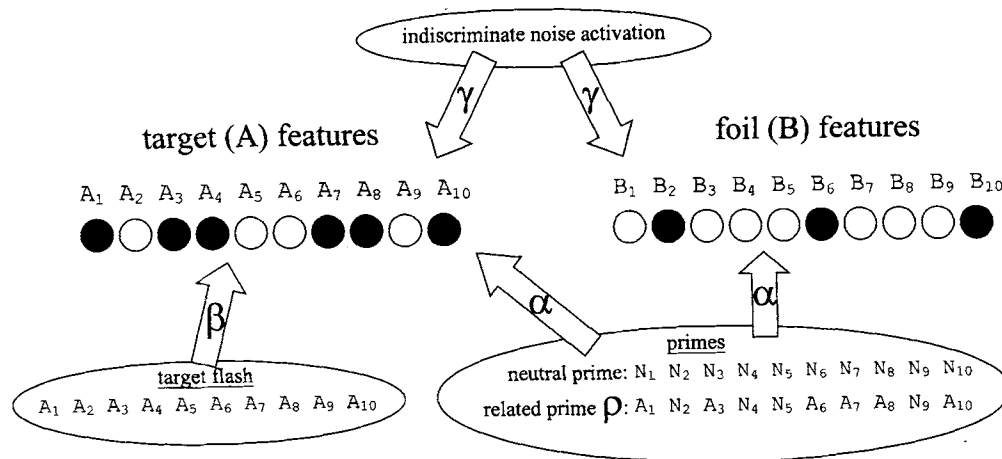 indiscriminate noise activation
γ γ
target (A) features
foil (B) features
A1 A2 A3 A4 A5 A6 A7 A8 A9 A10
B1 B2 B3 B4 B5 B6 B7 B8 B9 B10
β
α
α
target flash
A1 A2 A3 A4 A5 A6 A7 A8 A9 A10
primes
neutral prime: N1 N2 N3 N4 N5 N6 N7 N8 N9 N10
related prime ρ: A1 N2 A3 N4 N5 A6 A7 A8 N9 A10